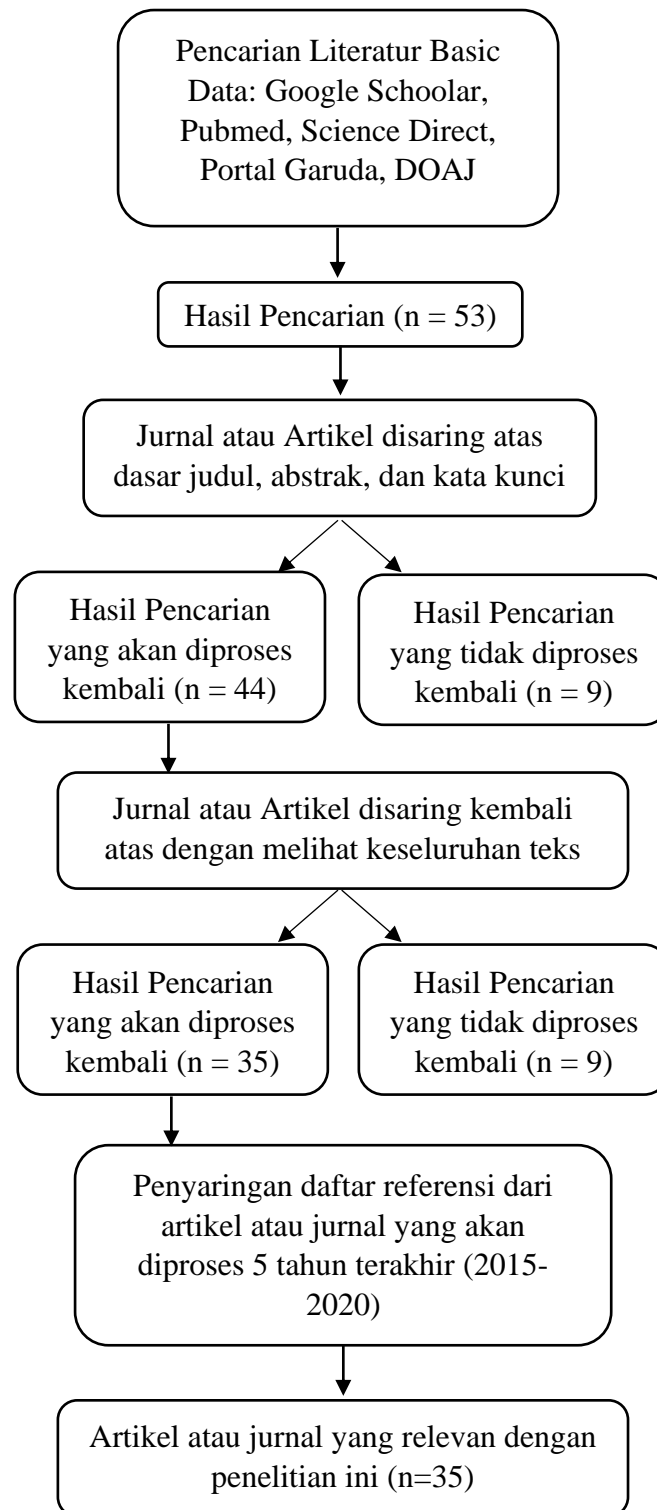 Pencarian Literatur Basic
Data: Google Schoolar,
Pubmed, Science Direct,
Portal Garuda, DOAJ
Hasil Pencarian (n = 53)
Jurnal atau Artikel disaring atas
dasar judul, abstrak, dan kata kunci
Hasil Pencarian
yang akan diproses
kembali (n = 44)
Hasil Pencarian
yang tidak diproses
kembali (n = 9)
Jurnal atau Artikel disaring kembali
atas dengan melihat keseluruhan teks
Hasil Pencarian
yang akan diproses
kembali (n = 35)
Hasil Pencarian
yang tidak diproses
kembali (n = 9)
Penyaringan daftar referensi dari
artikel atau jurnal yang akan
diproses 5 tahun terakhir (2015-
2020)
Artikel atau jurnal yang relevan dengan
penelitian ini (n=35)